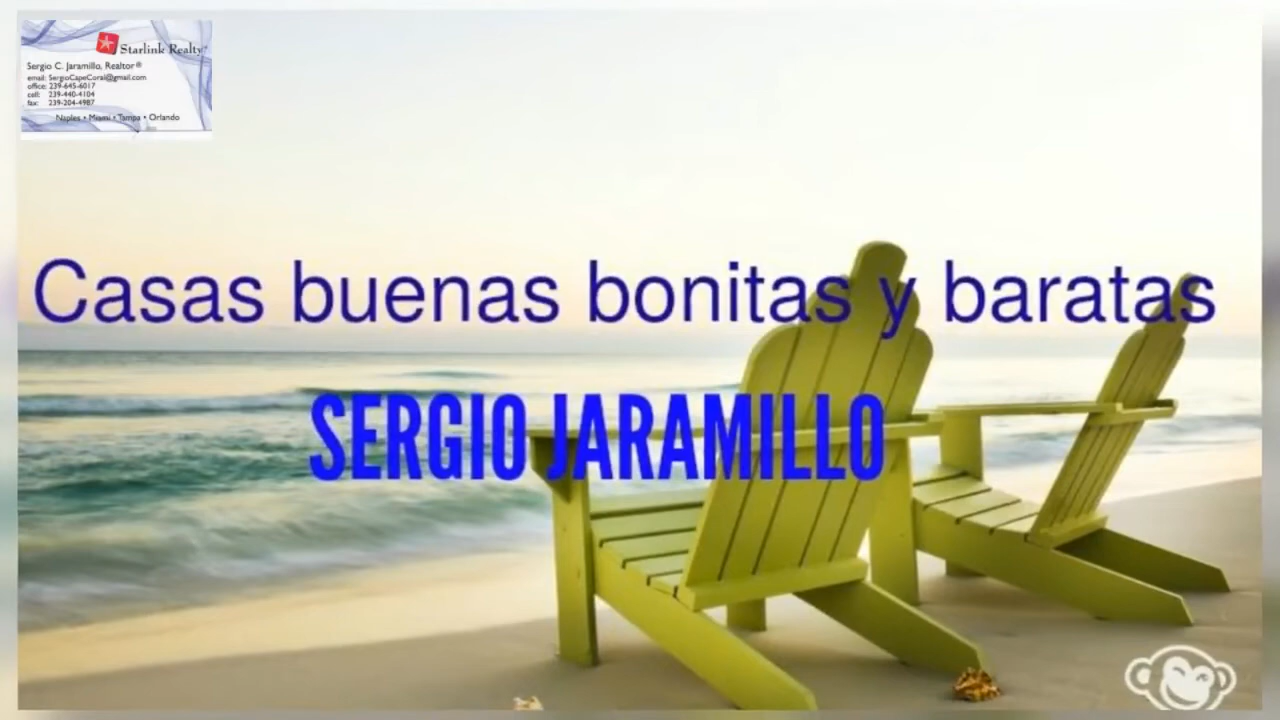 Starlink Realty
Sergio C. Jaramillo, Realtor®
email: SergioCapeCoral@gmail.com
office: 239-645-6017
cell: 239-440-4104
fax: 239-204-4987
Naples • Miami • Tampa • Orlando
Casas buenas bonitas y baratas
SERGIO JARAMILLO